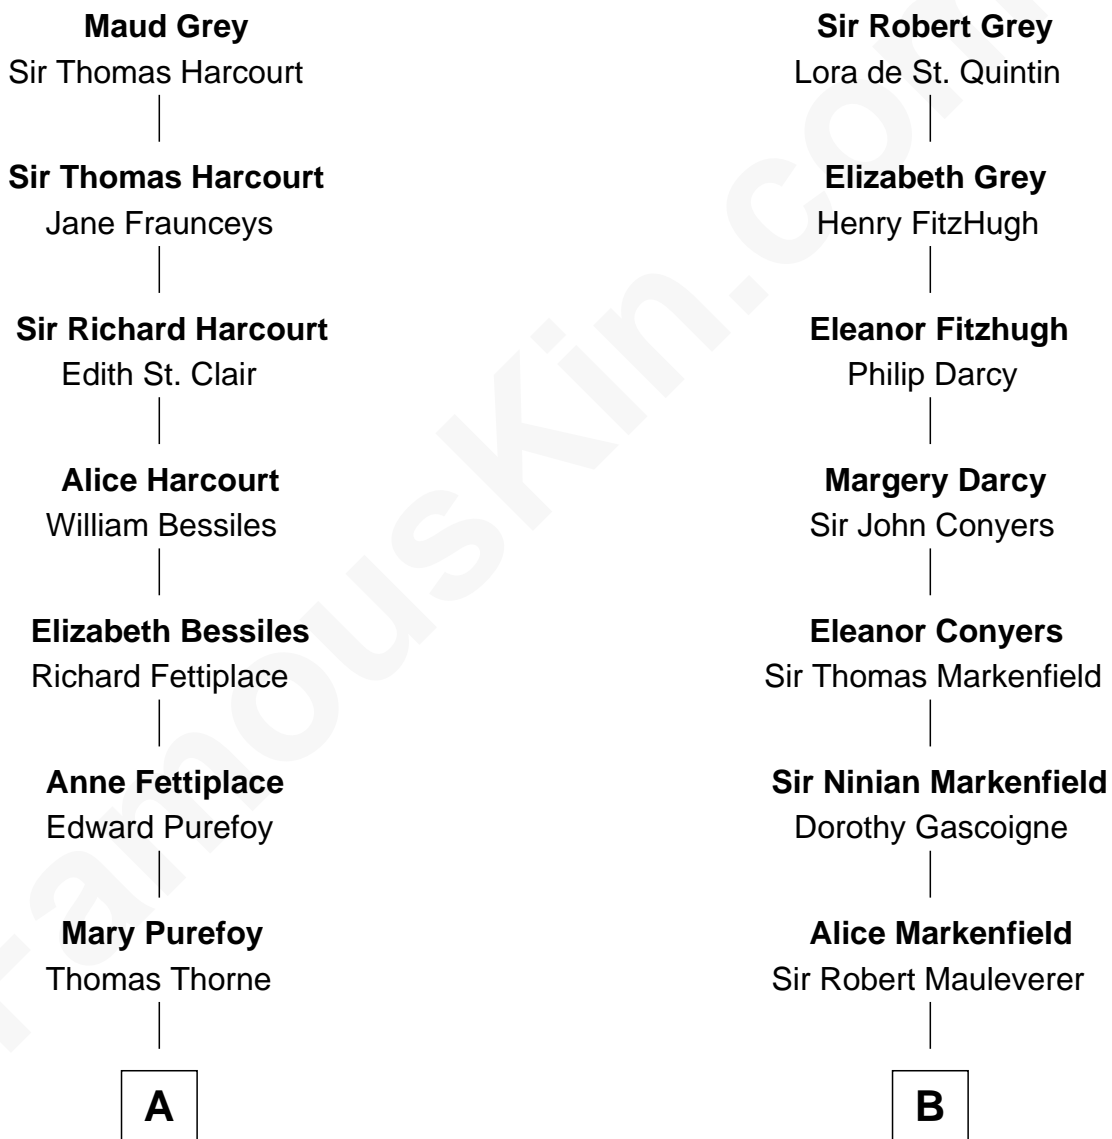 Maud Grey
Sir Thomas Harcourt
Sir Thomas Harcourt
Jane Fraunceys
Sir Richard Harcourt
Edith St. Clair
Alice Harcourt
William Bessiles
Elizabeth Bessiles
Richard Fettiplace
Anne Fettiplace
Edward Purefoy
Mary Purefoy
Thomas Thorne
A
Sir Robert Grey
Lora de St. Quintin
Elizabeth Grey
Henry FitzHugh
Eleanor Fitzhugh
Philip Darcy
Margery Darcy
Sir John Conyers
Eleanor Conyers
Sir Thomas Markenfield
Sir Ninian Markenfield
Dorothy Gascoigne
Alice Markenfield
Sir Robert Mauleverer
B
FamousKin.com